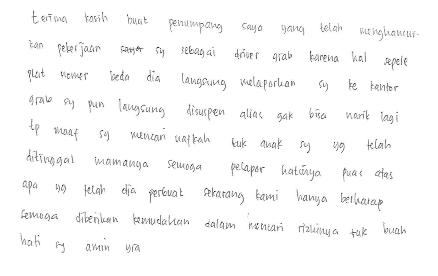 terima kasih buat penumpang saya yang telah menghancur-
kan pekerjaan sy sebagai driver grab karena hal sepele
plat nomer beda dia langsung melaporkan sy ke kantor
grab sy pun langsung disuspen alias gak bisa narik lagi
tp maaf sy mencari nafkah tuk anak sy yg telah
ditinggal mamanya semoga pelapor hatinya puas atas
apa yg telah dia perbuat sekarang kami hanya berharap
semoga diberikan kemudahan dalam mencari rizkinya tuk buah
hati sy amin yra